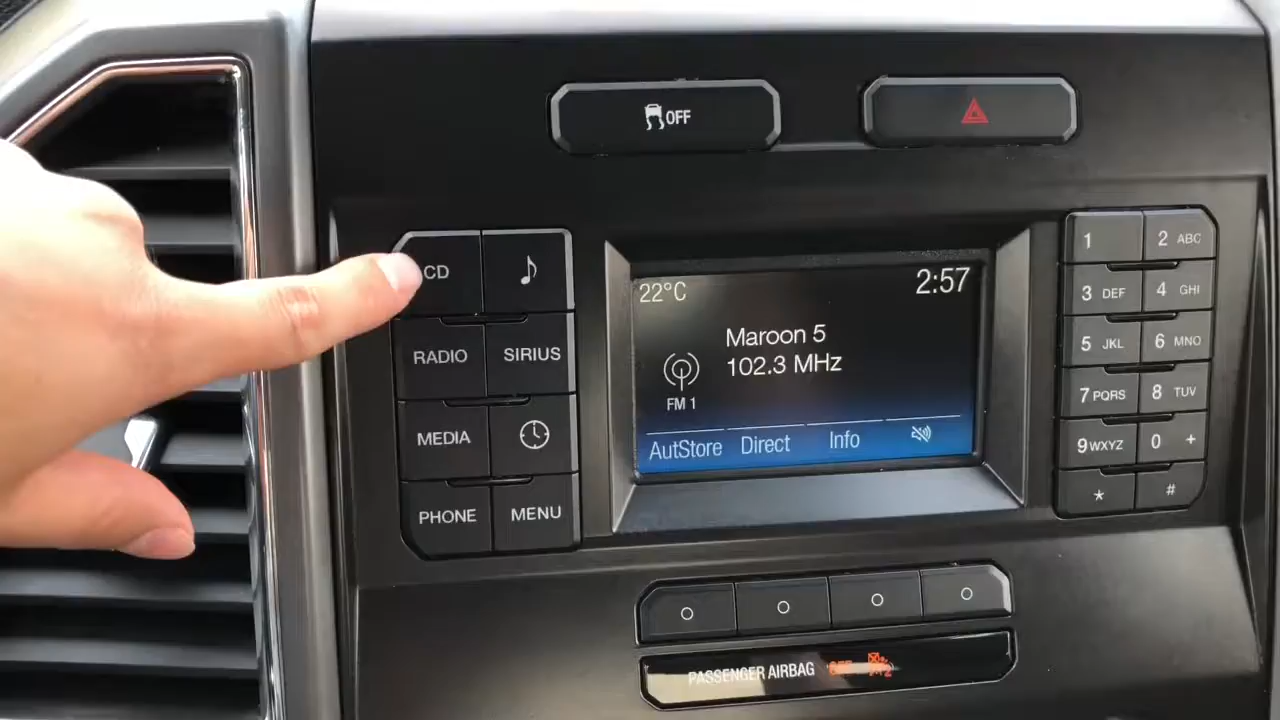 OFF
CD
RADIO SIRIUS
MEDIA
PHONE MENU
22°C 2:57
Maroon 5
102.3 MHz
FM 1
AutStore Direct Info
1 2 ABC
3 DEF 4 GHI
5 JKL 6 MNO
7 PQRS 8 TUV
9 WXYZ 0 +
* #
PASSENGER AIRBAG OFF